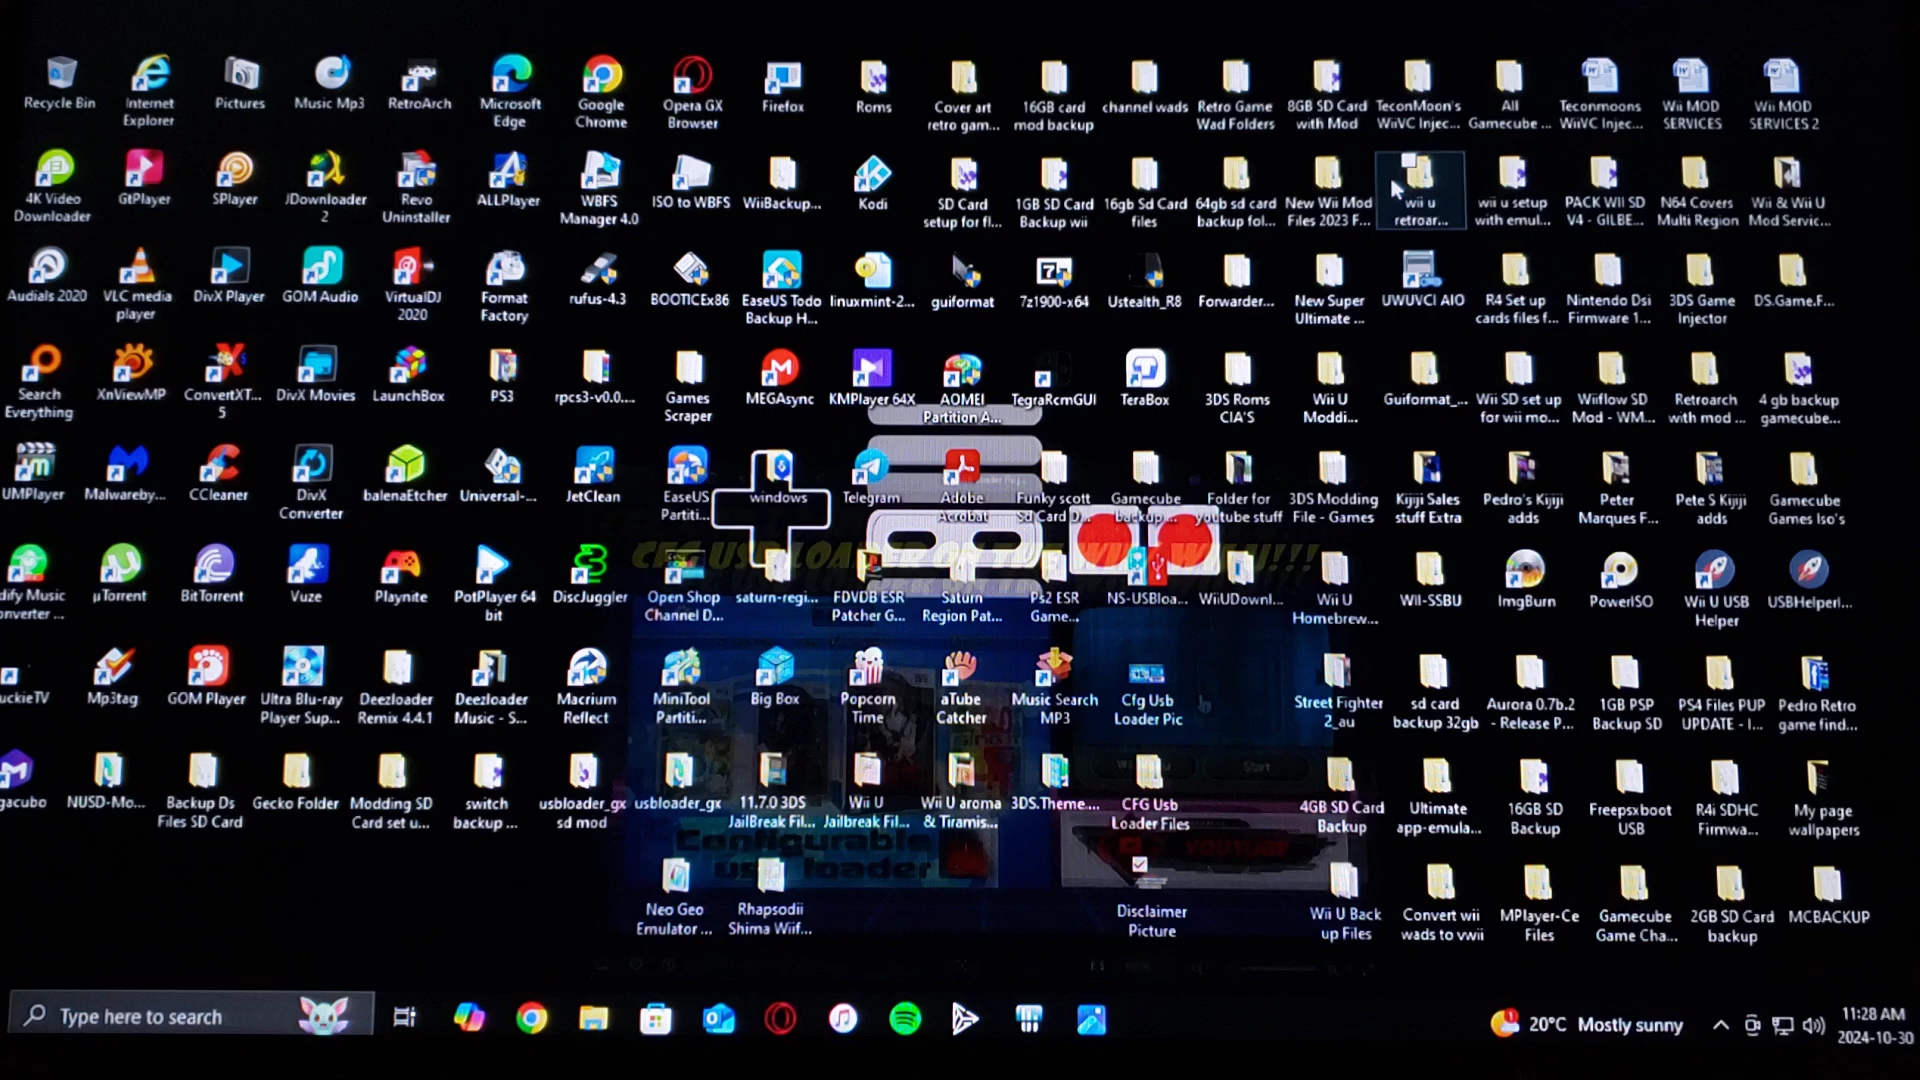 Recycle Bin
Internet
Explorer
Pictures
Music Mp3
RetroArch
Microsoft
Edge
Google
Chrome
Opera GX
Browser
Firefox
Roms
Cover art
retro gam...
16GB card
mod backup
channel wads
Retro Game
Wad Folders
8GB SD Card
with Mod
TeconMoon's
WiiVC Injec...
All
Gamecube ...
Teconmoons
WiiVC Injec...
Wii MOD
SERVICES
Wii MOD
SERVICES 2
4K Video
Downloader
GtPlayer
SPlayer
JDownloader
2
Revo
Uninstaller
ALLPlayer
WBFS
Manager 4.0
ISO to WBFS
WiiBackup...
Kodi
SD Card
setup for fl...
1GB SD Card
Backup wii
16gb Sd Card
files
64gb sd card
backup fol...
New Wii Mod
Files 2023 F...
wii u
retroar...
wii u setup
with emul...
PACK WII SD
V4 - GILBE...
N64 Covers
Multi Region
Wii & Wii U
Mod Servic...
Audials 2020
VLC media
player
DivX Player
GOM Audio
VirtualDJ
2020
Format
Factory
rufus-4.3
BOOTICEx86
EaseUS Todo
Backup H...
linuxmint-2...
guiformat
7z1900-x64
Ustealth_R8
Forwarder...
New Super
Ultimate ...
UWUVCI AIO
R4 Set up
cards files f...
Nintendo Dsi
Firmware 1...
3DS Game
Injector
DS.Game.F...
Search
Everything
XnViewMP
ConvertXT...
5
DivX Movies
LaunchBox
PS3
rpcs3-v0.0....
Games
Scraper
MEGAsync
KMPlayer 64X
AOMEI
Partition A...
TegraRcmGUI
TeraBox
3DS Roms
CIA'S
Wii U
Moddi...
Guiformat_...
Wii SD set up
for wii mo...
Wiiflow SD
Mod - WM...
Retroarch
with mod ...
4 gb backup
gamecube...
UMPlayer
Malwareby...
CCleaner
DivX
Converter
balenaEtcher
Universal-...
JetClean
EaseUS
Partiti...
windows
Telegram
Adobe
Acrobat
Funky scott
Sd Card D...
Gamecube
backup...
Folder for
youtube stuff
3DS Modding
File - Games
Kijiji Sales
stuff Extra
Pedro's Kijiji
adds
Peter
Marques F...
Pete S Kijiji
adds
Gamecube
Games Iso's
CFG USB LOADER ON THE WII/WII U!!!
dify Music
onverter ...
µTorrent
BitTorrent
Vuze
Playnite
PotPlayer 64
bit
DiscJuggler
Open Shop
Channel D...
saturn-regi...
FDVDB ESR
Patcher G...
Saturn
Region Pat...
Ps2 ESR
Game...
NS-USBloa...
WiiUDownl...
Wii U
Homebrew...
WII-SSBU
ImgBurn
PowerISO
Wii U USB
Helper
USBHelperI...
uckieTV
Mp3tag
GOM Player
Ultra Blu-ray
Player Sup...
Deezloader
Remix 4.4.1
Deezloader
Music - S...
Macrium
Reflect
MiniTool
Partiti...
Big Box
Popcorn
Time
aTube
Catcher
Music Search
MP3
Cfg Usb
Loader Pic
Street Fighter
2_au
sd card
backup 32gb
Aurora 0.7b.2
- Release P...
1GB PSP
Backup SD
PS4 Files PUP
UPDATE - I...
Pedro Retro
game find...
gacubo
NUSD-Mo...
Backup Ds
Files SD Card
Gecko Folder
Modding SD
Card set u...
switch
backup ...
usbloader_gx
sd mod
usbloader_gx
11.7.0 3DS
JailBreak Fil...
Wii U
Jailbreak Fil...
Wii U aroma
& Tiramis...
3DS.Theme....
CFG Usb
Loader Files
4GB SD Card
Backup
Ultimate
app-emula...
16GB SD
Backup
Freepsxboot
USB
R4i SDHC
Firmwa...
My page
wallpapers
Start
YOUTUBE
Configurable
usb loader
Neo Geo
Emulator ...
Rhapsodii
Shima Wiif...
Disclaimer
Picture
Wii U Back
up Files
Convert wii
wads to vwii
MPlayer-Ce
Files
Gamecube
Game Cha...
2GB SD Card
backup
MCBACKUP
Type here to search
20°C Mostly sunny
11:28 AM
2024-10-30